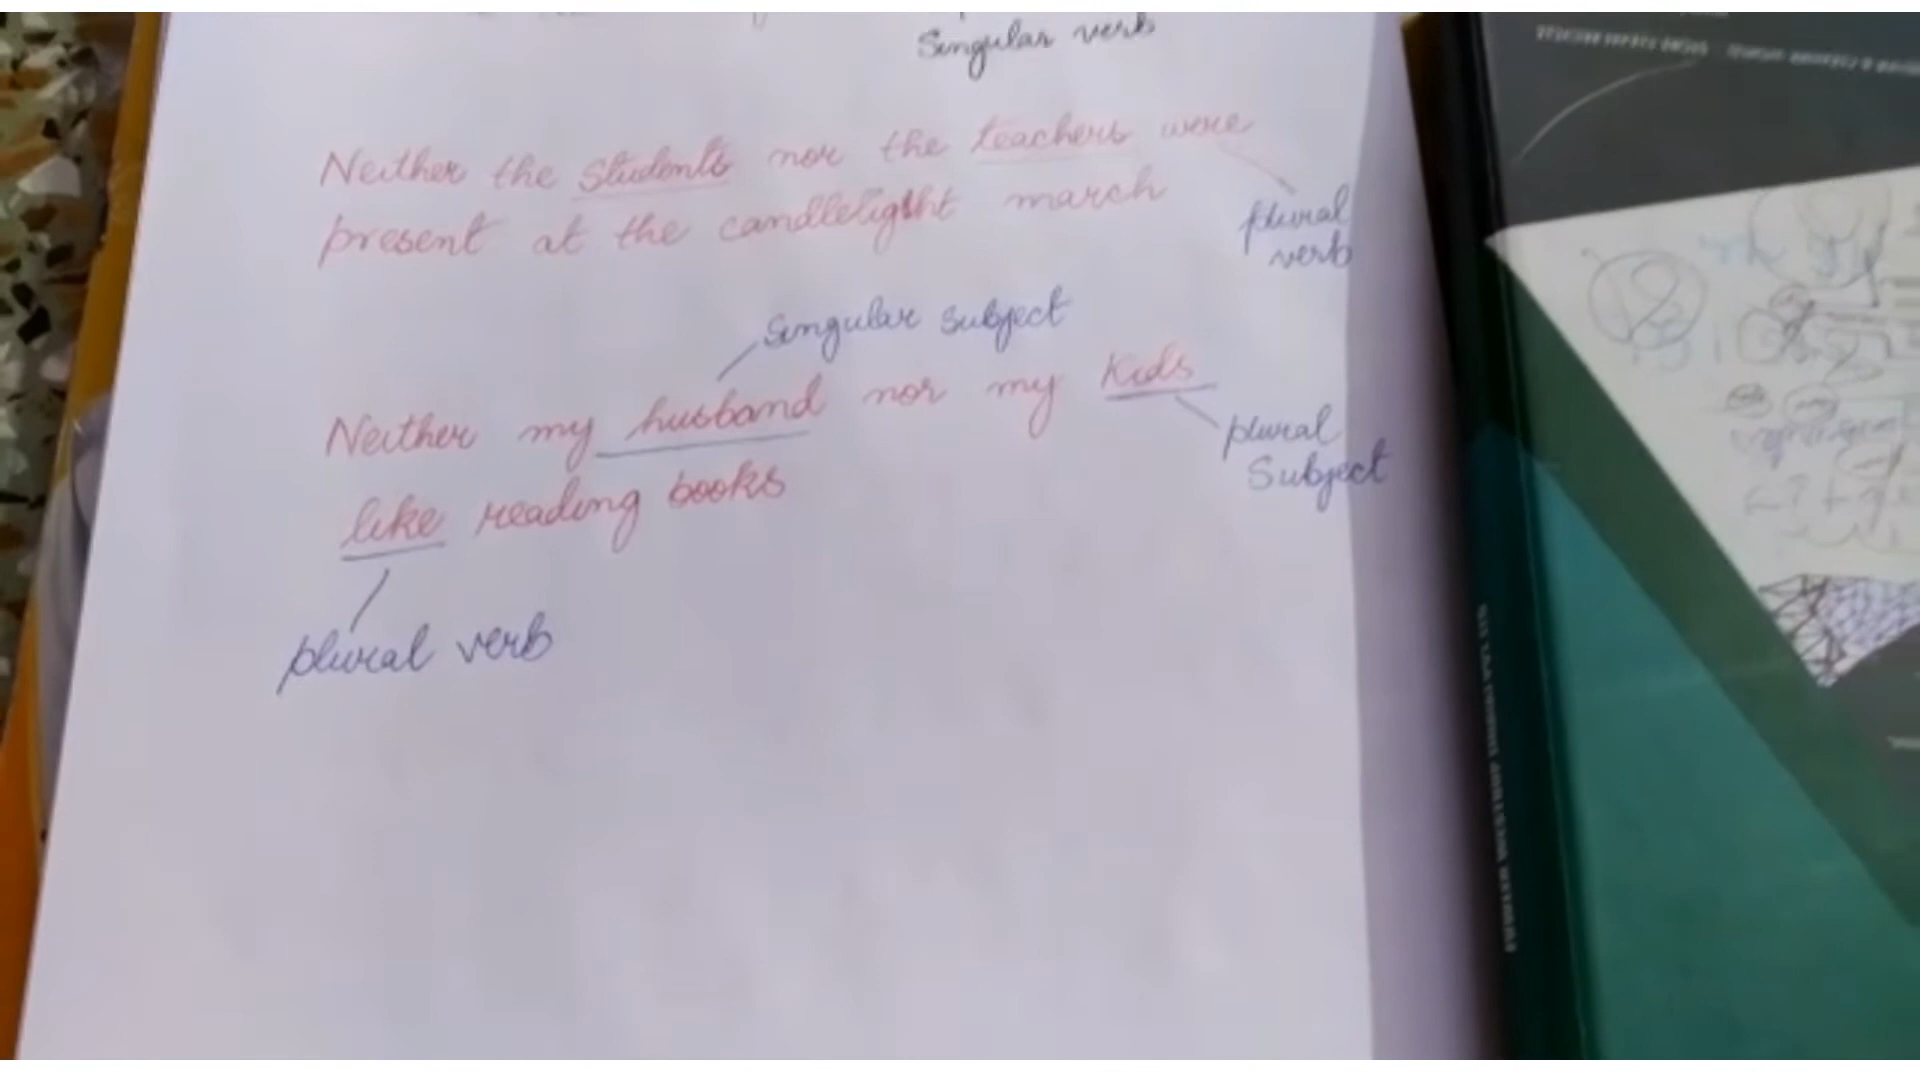 Singular verb
Neither the students nor the teachers were
present at the candlelight march
plural
verb
Singular subject
Neither my husband nor my kids
plural
Subject
like reading books
plural verb